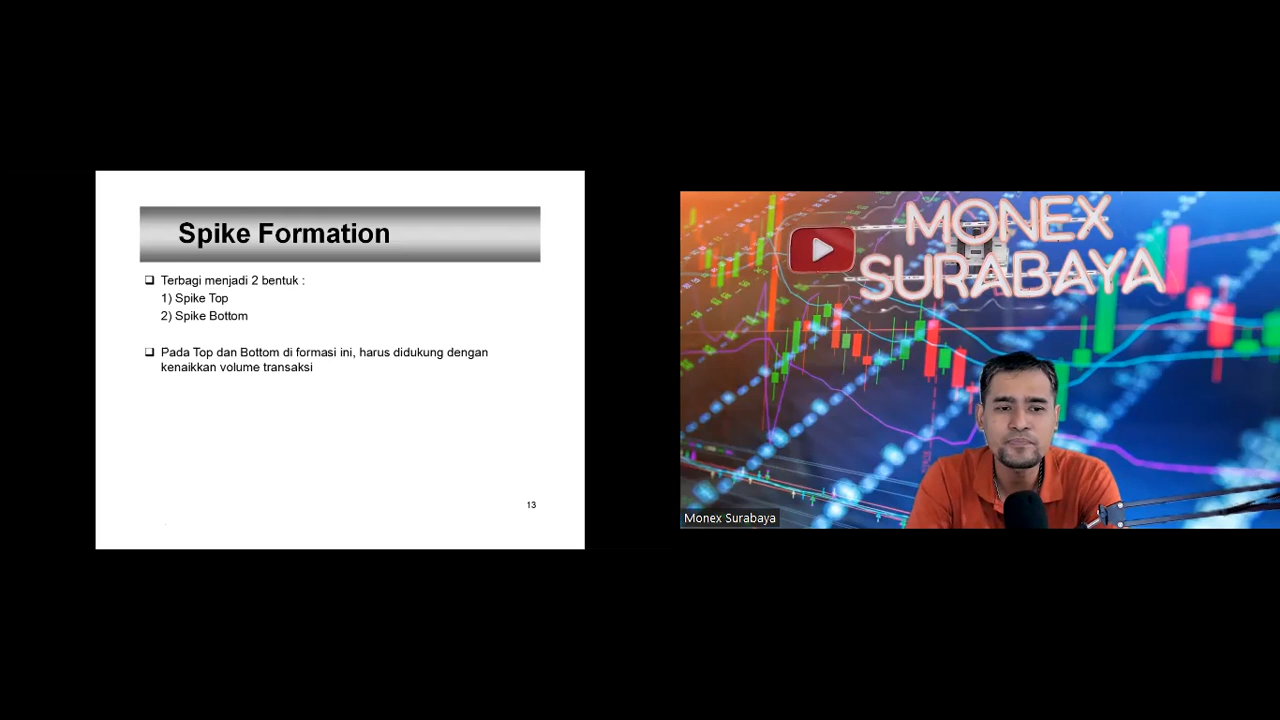 Spike Formation
❑ Terbagi menjadi 2 bentuk :
1) Spike Top
2) Spike Bottom
❑ Pada Top dan Bottom di formasi ini, harus didukung dengan
kenaikkan volume transaksi
13
MONEX
SURABAYA
Monex Surabaya